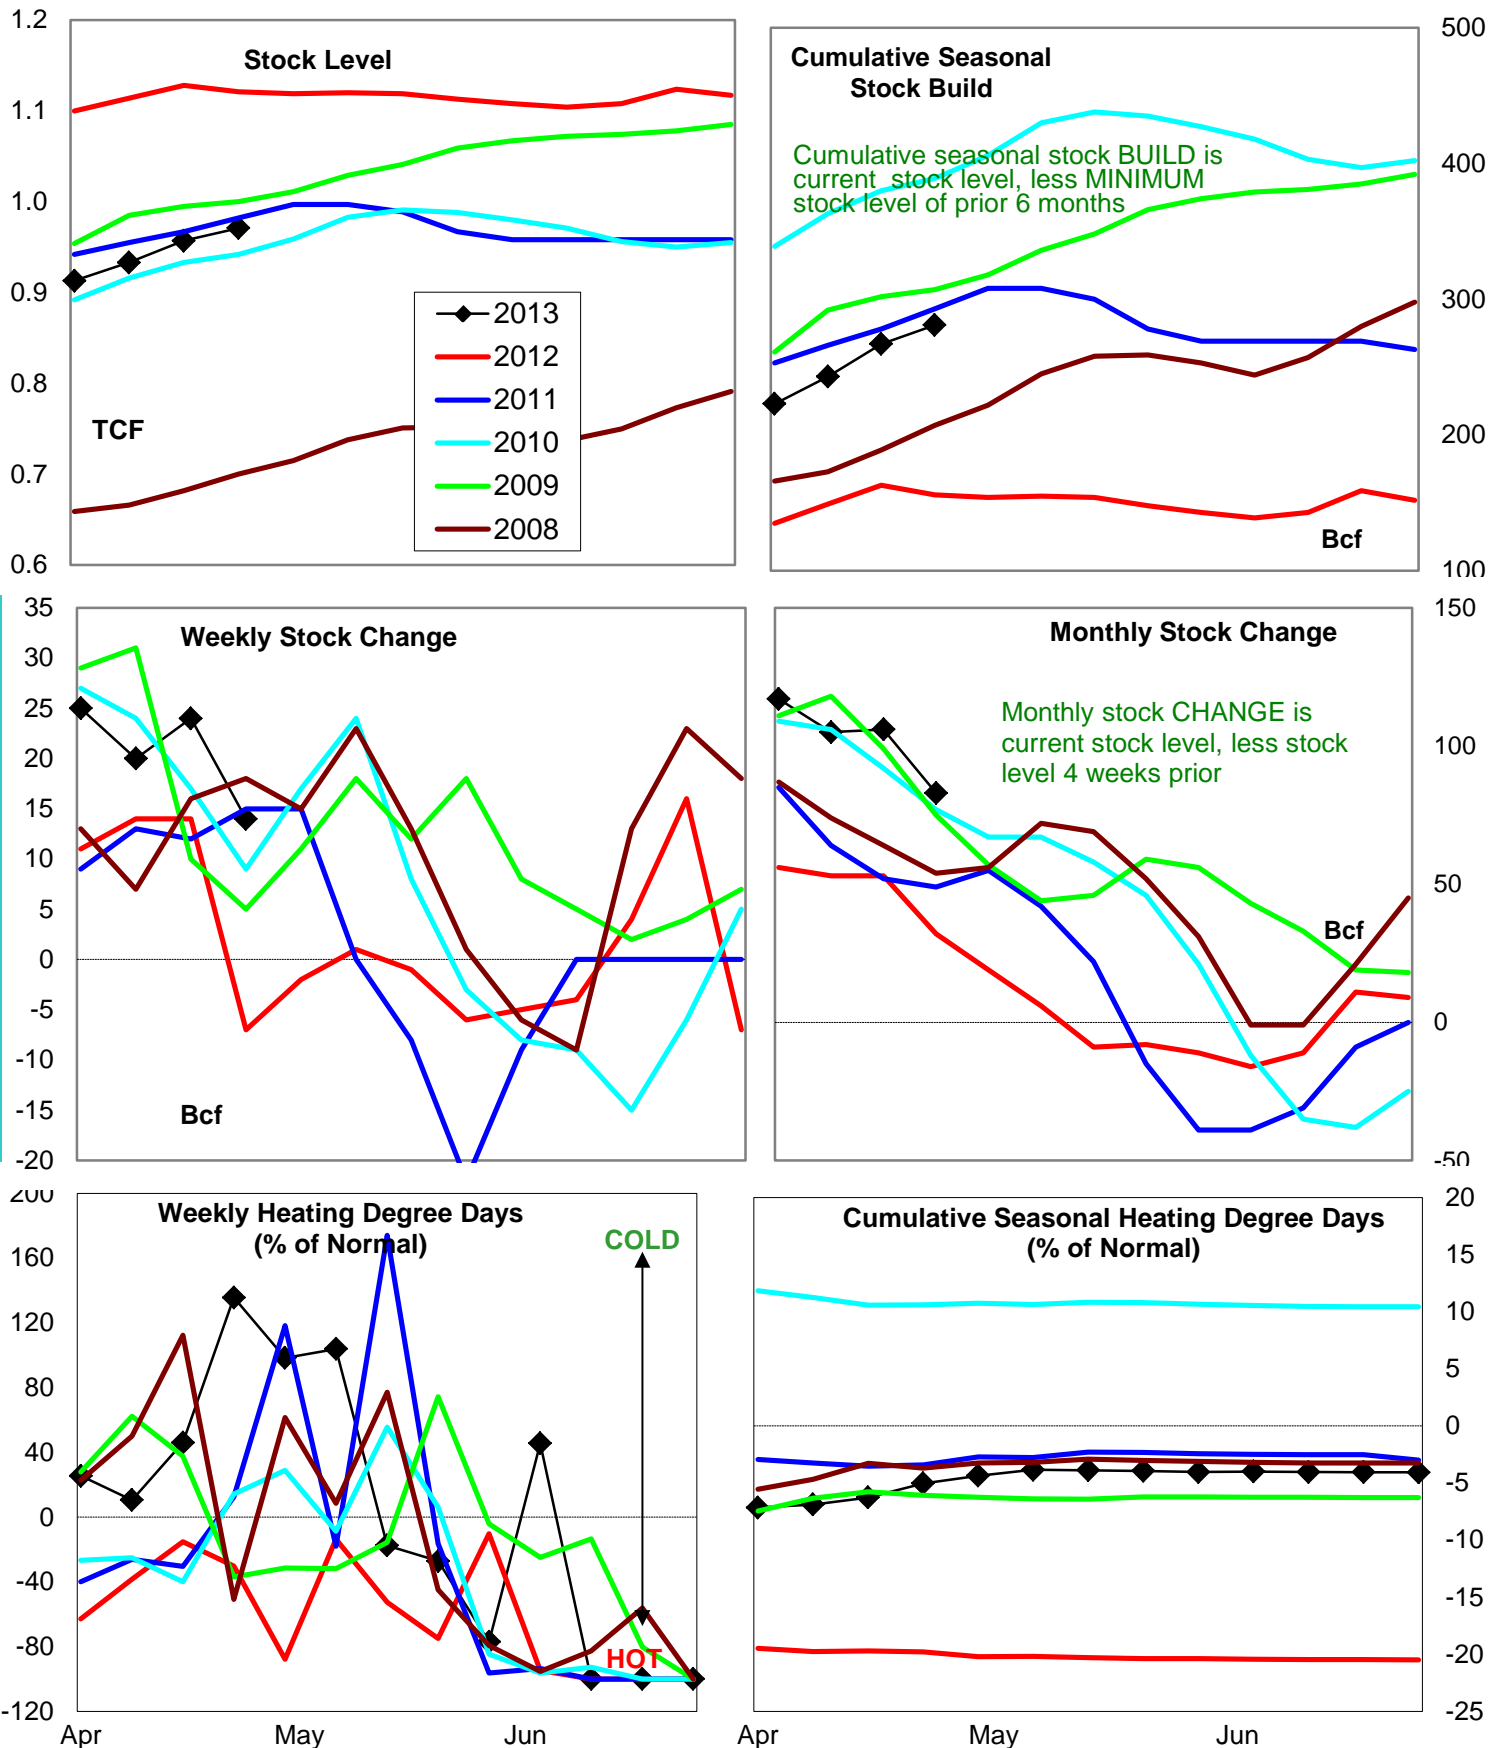 1.2
1.1
1.0
0.9
0.8
0.7
0.6
Stock Level
TCF
2013
2012
2011
2010
2009
2008
500
400
300
200
100
Cumulative Seasonal
Stock Build
Cumulative seasonal stock BUILD is
current stock level, less MINIMUM
stock level of prior 6 months
Bcf
35
30
25
20
15
10
5
0
-5
-10
-15
-20
Weekly Stock Change
Bcf
150
100
50
0
-50
Monthly Stock Change
Monthly stock CHANGE is
current stock level, less stock
level 4 weeks prior
Bcf
200
160
120
80
40
0
-40
-80
-120
Weekly Heating Degree Days
(% of Normal)
COLD
HOT
Apr
May
Jun
20
15
10
5
0
-5
-10
-15
-20
-25
Cumulative Seasonal Heating Degree Days
(% of Normal)
Apr
May
Jun